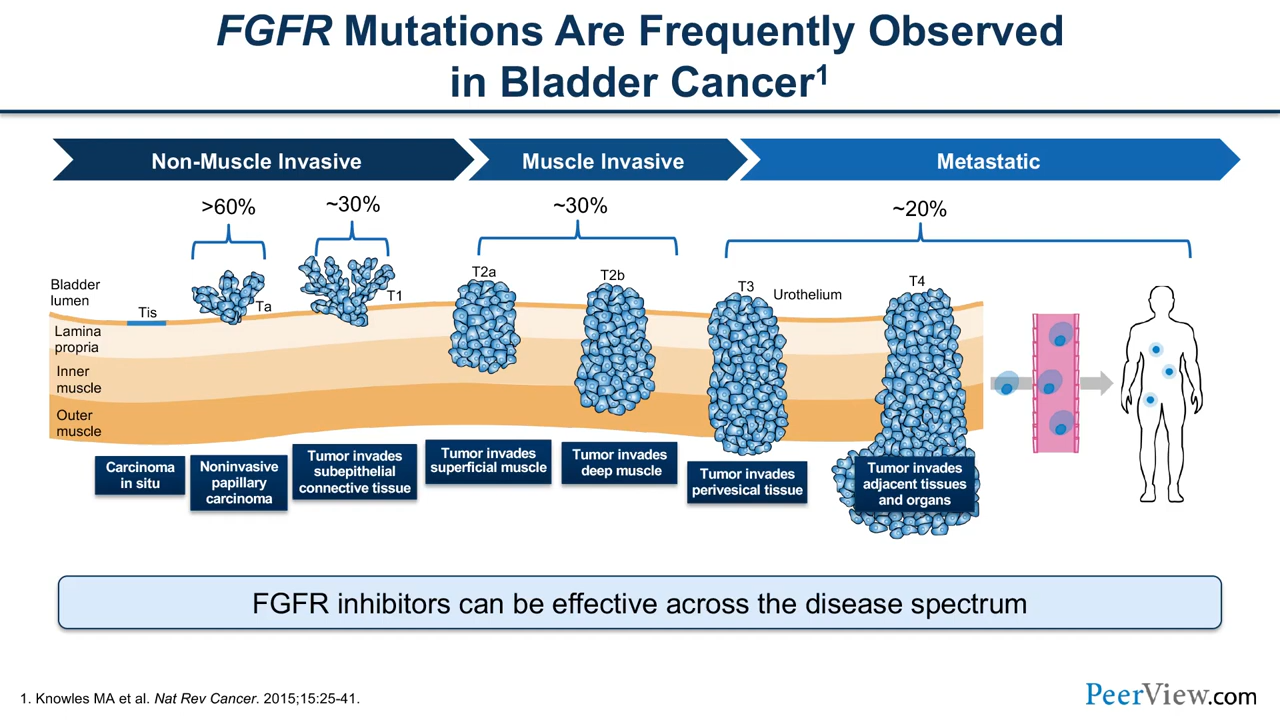 FGFR Mutations Are Frequently Observed
in Bladder Cancer1
Non-Muscle Invasive
Muscle Invasive
Metastatic
>60%
~30%
~30%
~20%
Bladder
lumen
Tis
Ta
T1
T2a
T2b
T3
Urothelium
T4
Lamina
propria
Inner
muscle
Outer
muscle
Carcinoma
in situ
Noninvasive
papillary
carcinoma
Tumor invades
subepithelial
connective tissue
Tumor invades
superficial muscle
Tumor invades
deep muscle
Tumor invades
perivesical tissue
Tumor invades
adjacent tissues
and organs
FGFR inhibitors can be effective across the disease spectrum
1. Knowles MA et al. Nat Rev Cancer. 2015;15:25-41.
PeerView.com